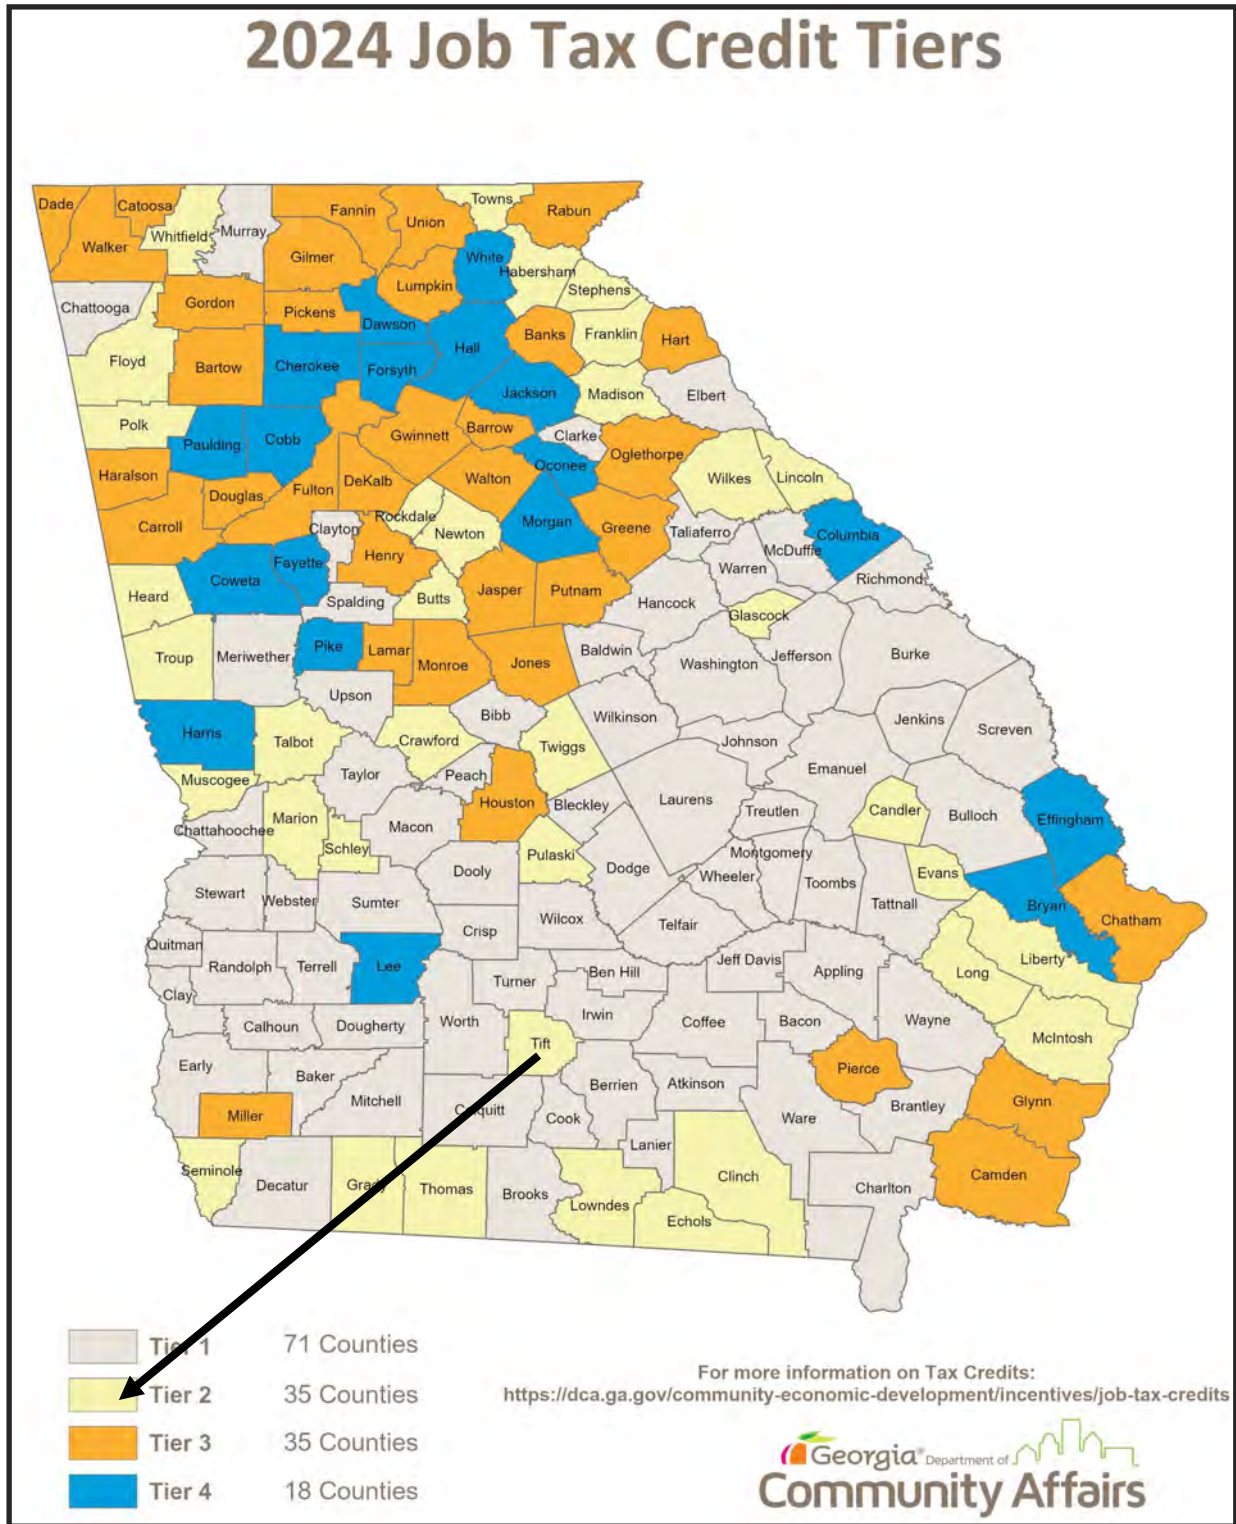 2024 Job Tax Credit Tiers
Dade
Catoosa
Whitfield
Murray
Fannin
Union
Towns
Rabun
Walker
Gilmer
White
Habersham
Lumpkin
Stephens
Chattooga
Gordon
Pickens
Dawson
Banks
Franklin
Hart
Floyd
Bartow
Cherokee
Forsyth
Hall
Jackson
Madison
Elbert
Polk
Paulding
Cobb
Gwinnett
Barrow
Clarke
Oconee
Oglethorpe
Wilkes
Lincoln
Haralson
Douglas
Fulton
DeKalb
Walton
Carroll
Clayton
Rockdale
Newton
Morgan
Greene
Taliaferro
McDuffie
Columbia
Henry
Fayette
Coweta
Heard
Spalding
Butts
Jasper
Putnam
Hancock
Warren
Richmond
Glascock
Troup
Meriwether
Pike
Lamar
Monroe
Jones
Baldwin
Washington
Jefferson
Burke
Upson
Bibb
Wilkinson
Jenkins
Screven
Harris
Talbot
Crawford
Twiggs
Johnson
Emanuel
Muscogee
Taylor
Peach
Houston
Bleckley
Laurens
Treutlen
Candler
Bulloch
Effingham
Chattahoochee
Marion
Schley
Macon
Pulaski
Dodge
Montgomery
Wheeler
Toombs
Evans
Tattnall
Bryan
Chatham
Stewart
Webster
Sumter
Dooly
Wilcox
Telfair
Crisp
Quitman
Randolph
Terrell
Lee
Turner
Ben Hill
Jeff Davis
Appling
Long
Liberty
Clay
Calhoun
Dougherty
Worth
Irwin
Coffee
Bacon
Wayne
McIntosh
Tift
Early
Baker
Mitchell
Berrien
Atkinson
Pierce
Brantley
Glynn
Miller
Colquitt
Cook
Lanier
Ware
Seminole
Decatur
Grady
Thomas
Brooks
Lowndes
Echols
Clinch
Charlton
Camden
Tier 1 71 Counties
Tier 2 35 Counties
Tier 3 35 Counties
Tier 4 18 Counties
For more information on Tax Credits:
https://dca.ga.gov/community-economic-development/incentives/job-tax-credits
Georgia® Department of
Community Affairs